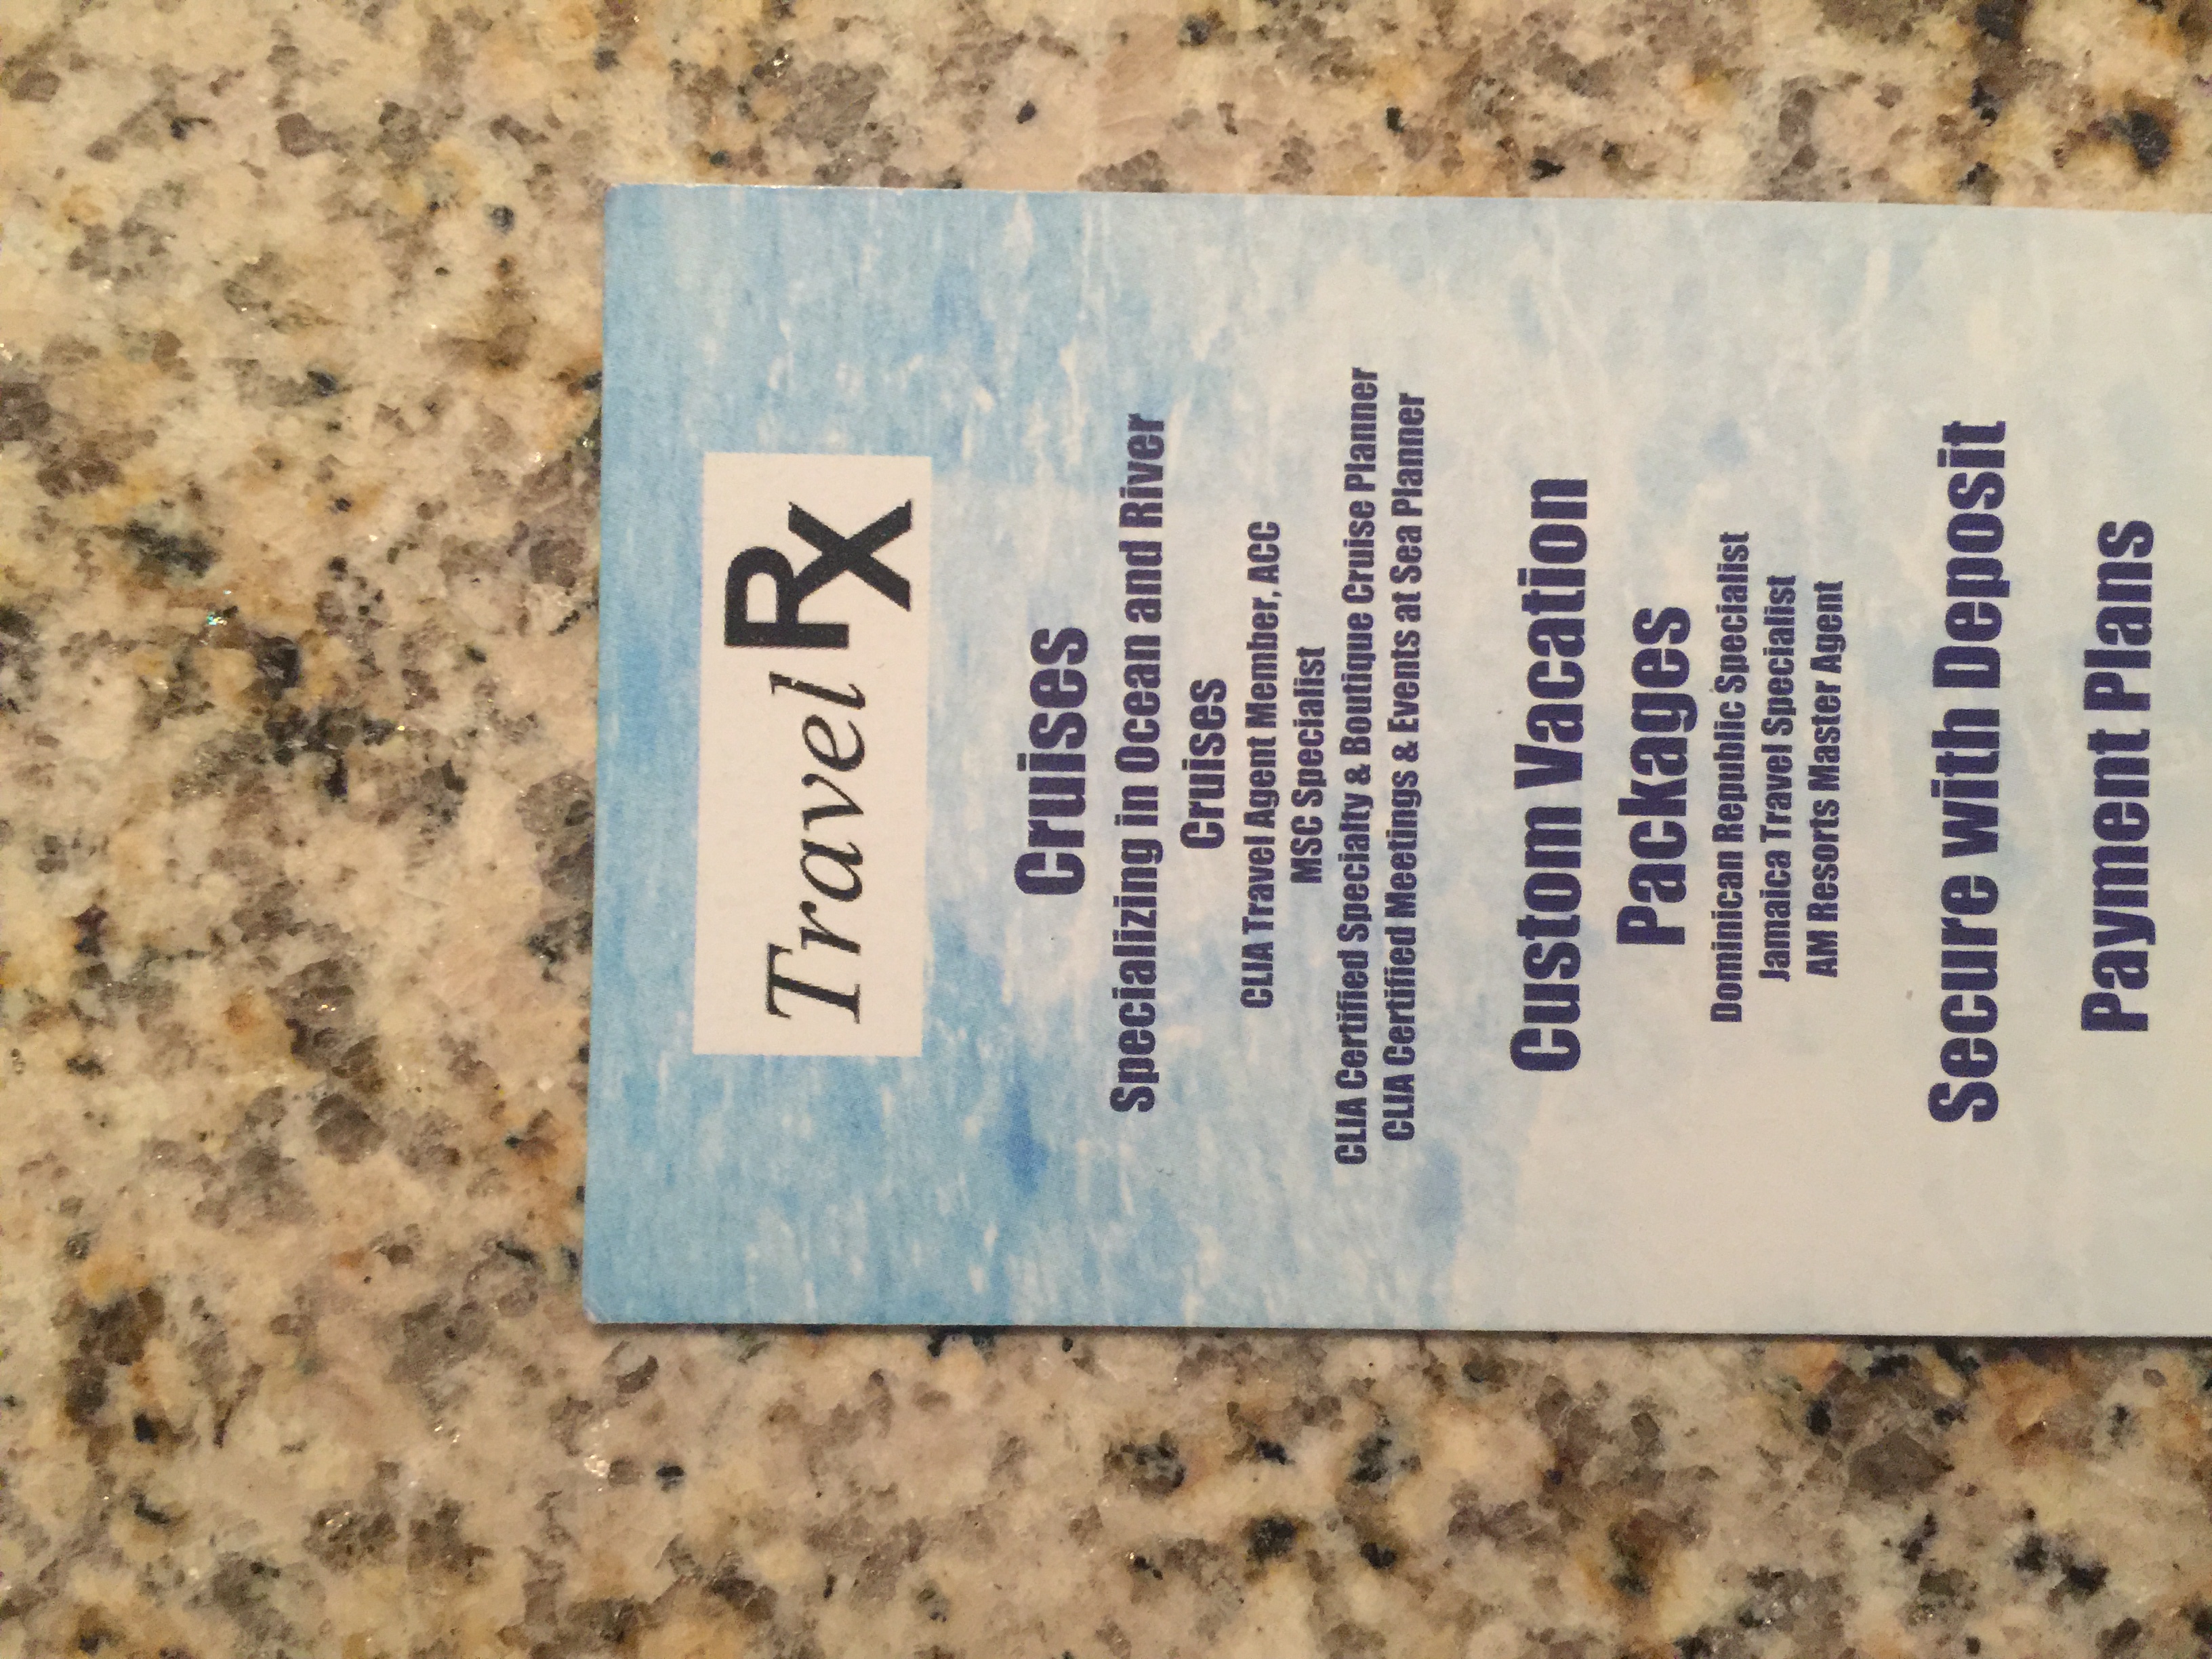 Travel Rx
Cruises
Specializing in Ocean and River
Cruises
CLIA Travel Agent Member, ACC
MSC Specialist
CLIA Certified Specialty & Boutique Cruise Planner
CLIA Certified Meetings & Events at Sea Planner
Custom Vacation
Packages
Dominican Republic Specialist
Jamaica Travel Specialist
AM Resorts Master Agent
Secure with Deposit
Payment Plans